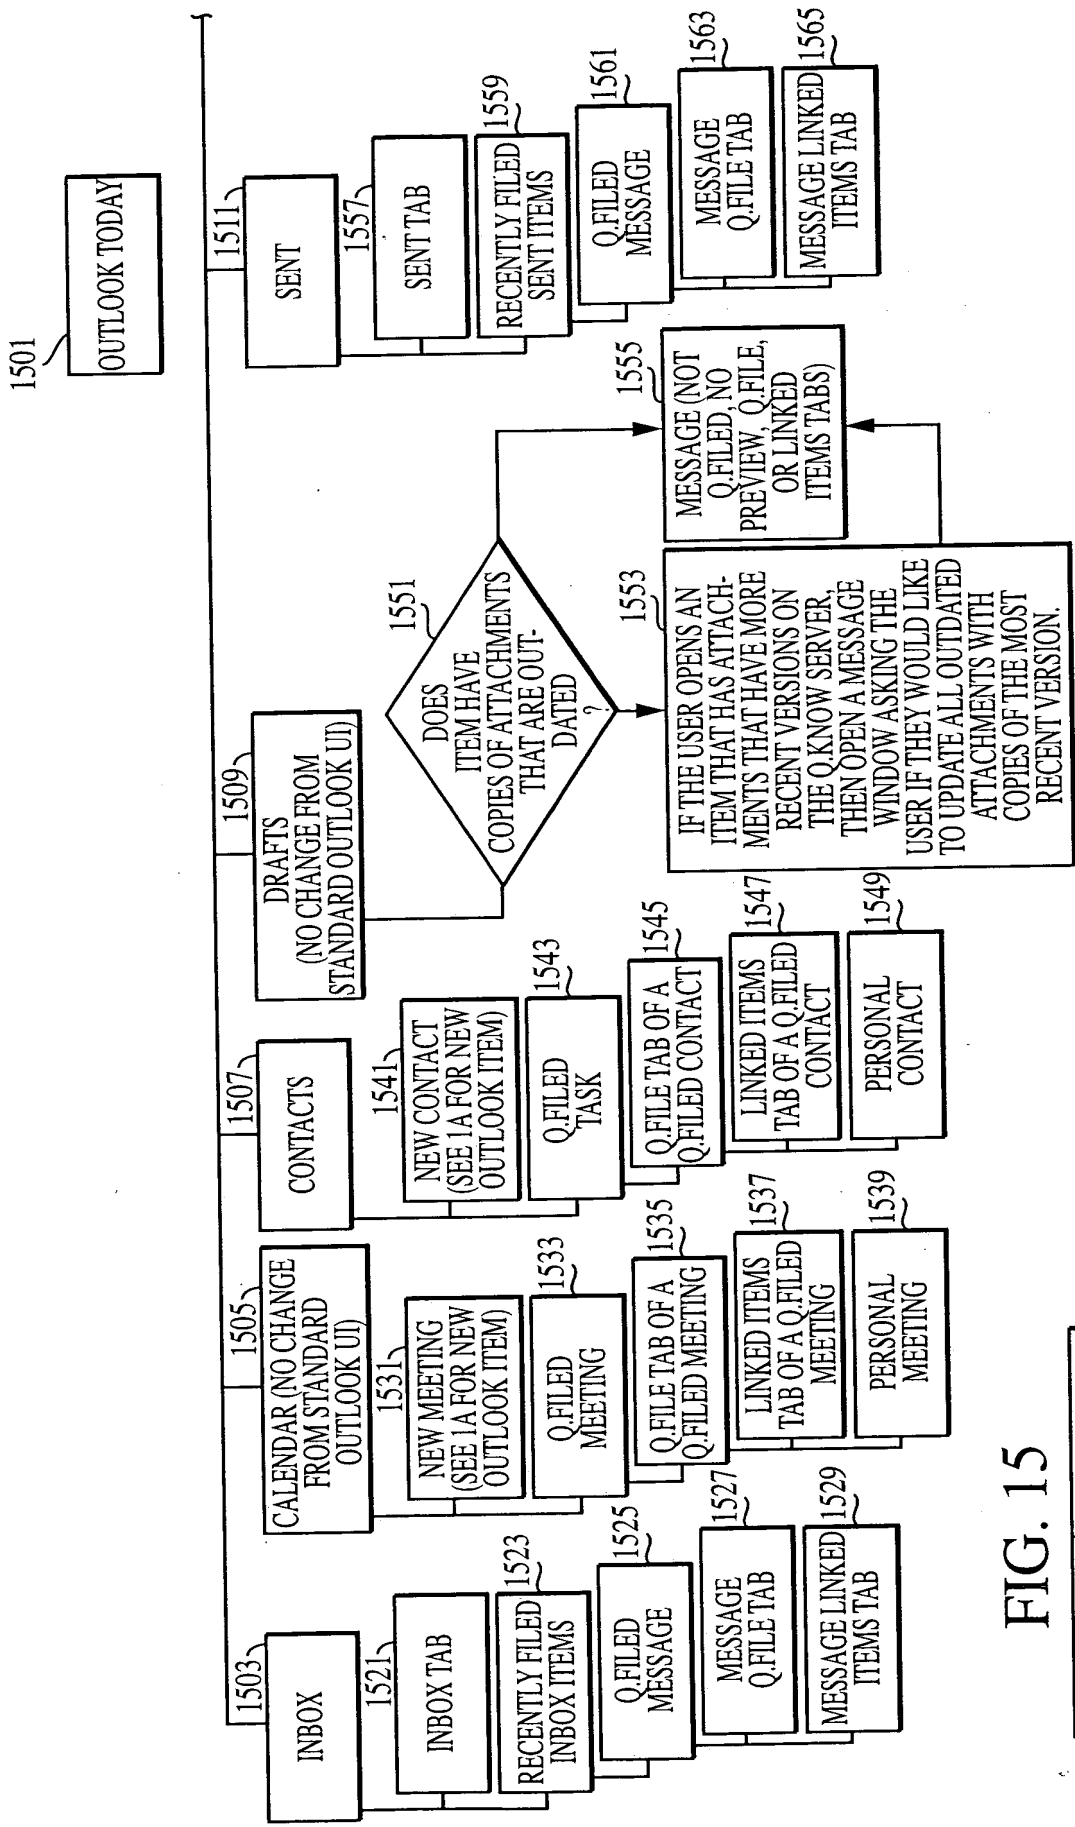 1501
OUTLOOK TODAY
1503
INBOX
1521
INBOX TAB
1523
RECENTLY FILED
INBOX ITEMS
1525
Q.FILED
MESSAGE
1527
MESSAGE
Q.FILE TAB
1529
MESSAGE LINKED
ITEMS TAB
1505
CALENDAR (NO CHANGE
FROM STANDARD
OUTLOOK UI)
1531
NEW MEETING
(SEE 1A FOR NEW
OUTLOOK ITEM)
1533
Q.FILED
MEETING
1535
Q.FILE TAB OF A
Q.FILED MEETING
1537
LINKED ITEMS
TAB OF A Q.FILED
MEETING
1539
PERSONAL
MEETING
1507
CONTACTS
1541
NEW CONTACT
(SEE 1A FOR NEW
OUTLOOK ITEM)
1543
Q.FILED
TASK
1545
Q.FILE TAB OF A
Q.FILED CONTACT
1547
LINKED ITEMS
TAB OF A Q.FILED
CONTACT
1549
PERSONAL
CONTACT
1509
DRAFTS
(NO CHANGE FROM
STANDARD OUTLOOK UI)
1551
DOES
ITEM HAVE
COPIES OF ATTACHMENTS
THAT ARE OUT-
DATED
?
1553
IF THE USER OPENS AN
ITEM THAT HAS ATTACH-
MENTS THAT HAVE MORE
RECENT VERSIONS ON
THE Q.KNOW SERVER,
THEN OPEN A MESSAGE
WINDOW ASKING THE
USER IF THEY WOULD LIKE
TO UPDATE ALL OUTDATED
ATTACHMENTS WITH
COPIES OF THE MOST
RECENT VERSION.
1555
MESSAGE (NOT
Q.FILED, NO
PREVIEW, Q.FILE,
OR LINKED
ITEMS TABS)
1511
SENT
1557
SENT TAB
1559
RECENTLY FILED
SENT ITEMS
1561
Q.FILED
MESSAGE
1563
MESSAGE
Q.FILE TAB
1565
MESSAGE LINKED
ITEMS TAB
FIG. 15